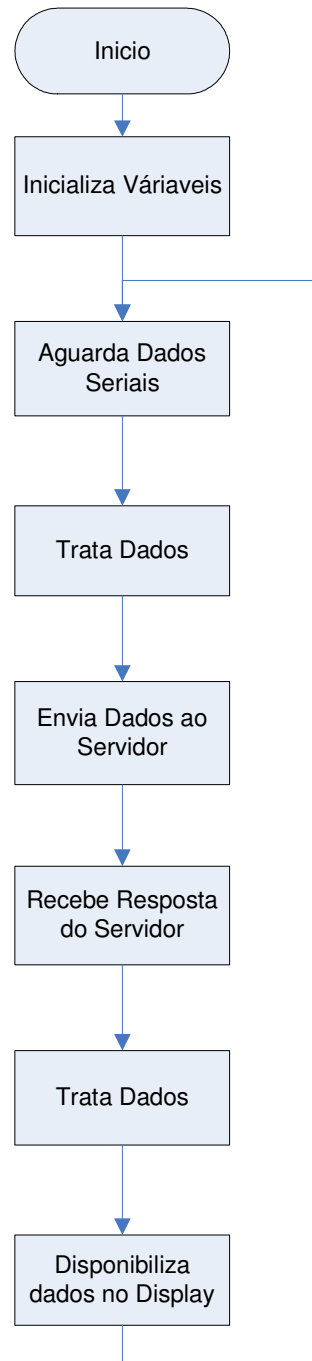 Inicio
Inicializa Váriaveis
Aguarda Dados
Seriais
Trata Dados
Envia Dados ao
Servidor
Recebe Resposta
do Servidor
Trata Dados
Disponibiliza
dados no Display